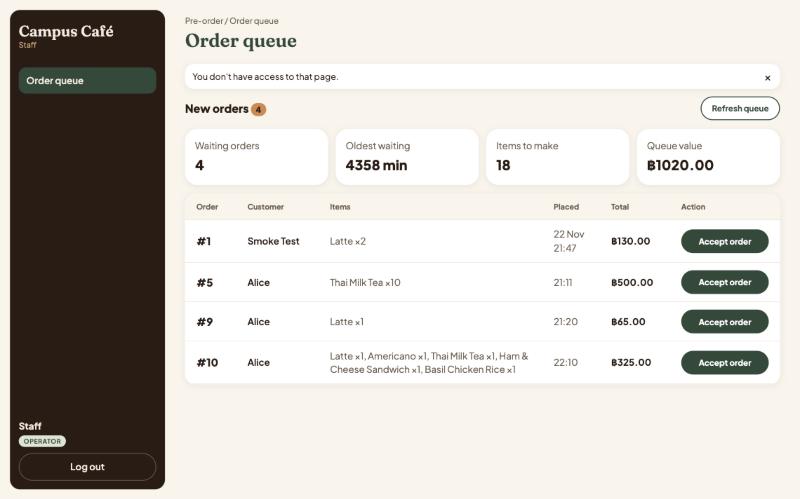 Campus Café
Staff
Order queue
Staff
OPERATOR
Log out
Pre-order / Order queue
Order queue
You don't have access to that page. ×
New orders 4
Refresh queue
Waiting orders
4
Oldest waiting
4358 min
Items to make
18
Queue value
฿1020.00
Order Customer Items Placed Total Action
#1 Smoke Test Latte ×2 22 Nov 21:47 ฿130.00 Accept order
#5 Alice Thai Milk Tea ×10 21:11 ฿500.00 Accept order
#9 Alice Latte ×1 21:20 ฿65.00 Accept order
#10 Alice Latte ×1, Americano ×1, Thai Milk Tea ×1, Ham &
Cheese Sandwich ×1, Basil Chicken Rice ×1 22:10 ฿325.00 Accept order